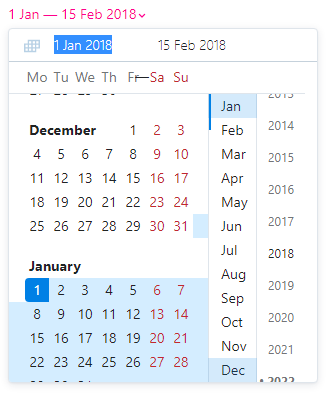 1 Jan — 15 Feb 2018
1 Jan 2018 — 15 Feb 2018
Mo Tu We Th Fr Sa Su
December 1 2 3
4 5 6 7 8 9 10
11 12 13 14 15 16 17
18 19 20 21 22 23 24
25 26 27 28 29 30 31
January
1 2 3 4 5 6 7
8 9 10 11 12 13 14
15 16 17 18 19 20 21
22 23 24 25 26 27 28
Jan
Feb
Mar
Apr
May
Jun
Jul
Aug
Sep
Oct
Nov
Dec
2013
2014
2015
2016
2017
2018
2019
2020
2021
• 2022